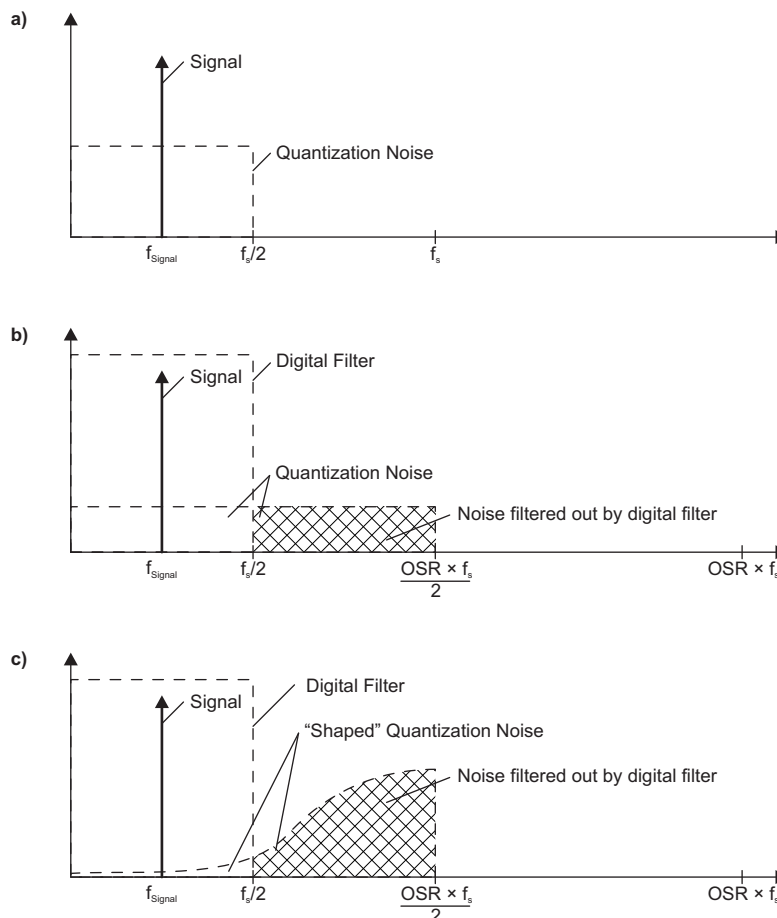 a)
Signal
Quantization Noise
fSignal fs/2 fs
b)
Digital Filter
Signal
Quantization Noise
Noise filtered out by digital filter
fSignal fs/2 OSR × fs OSR × fs
2
c)
Digital Filter
Signal
“Shaped” Quantization Noise
Noise filtered out by digital filter
fSignal fs/2 OSR × fs OSR × fs
2